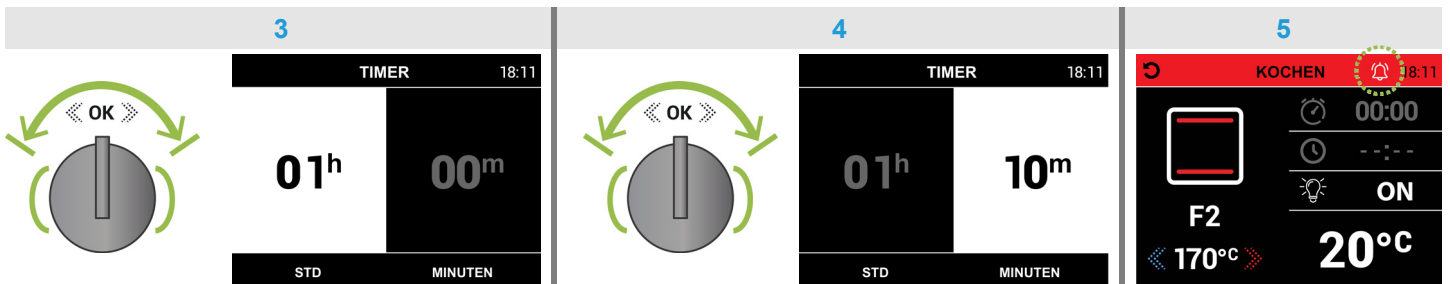 3
OK
TIMER 18:11
01h 00m
STD MINUTEN
4
OK
TIMER 18:11
01h 10m
STD MINUTEN
5
KOCHEN 18:11
00:00
--:--
ON
F2
170°C
20°C